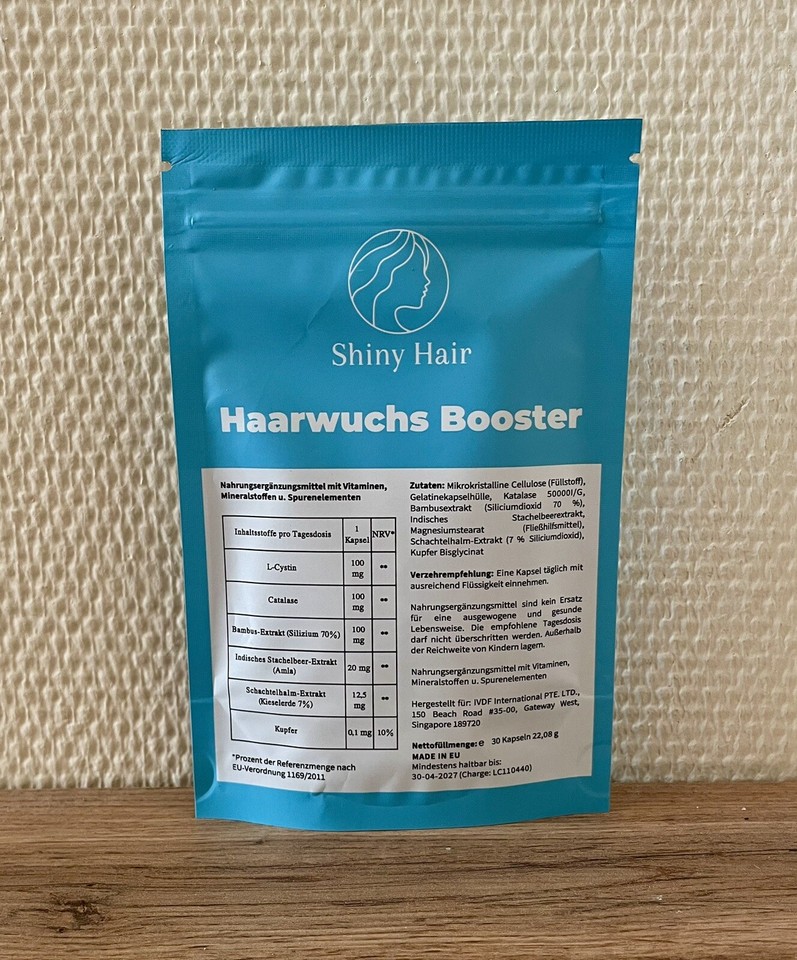 Shiny Hair
Haarwuchs Booster
Nahrungsergänzungsmittel mit Vitaminen,
Mineralstoffen u. Spurenelementen
Inhaltsstoffe pro Tagesdosis 1 Kapsel NRV*
L-Cystin 100 mg **
Catalase 100 mg **
Bambus-Extrakt (Silizium 70%) 100 mg **
Indisches Stachelbeer-Extrakt (Amla) 20 mg **
Schachtelhalm-Extrakt (Kieselerde 7%) 12,5 mg **
Kupfer 0,1 mg 10%
*Prozent der Referenzmenge nach
EU-Verordnung 1169/2011
Zutaten: Mikrokristalline Cellulose (Füllstoff),
Gelatinekapselhülle, Katalase 50000I/G,
Bambusextrakt (Siliciumdioxid 70 %),
Indisches Stachelbeerextrakt,
Magnesiumstearat (Fließhilfsmittel),
Schachtelhalm-Extrakt (7 % Siliciumdioxid),
Kupfer Bisglycinat
Verzehrempfehlung: Eine Kapsel täglich mit
ausreichend Flüssigkeit einnehmen.
Nahrungsergänzungsmittel sind kein Ersatz
für eine ausgewogene und gesunde
Lebensweise. Die empfohlene Tagesdosis
darf nicht überschritten werden. Außerhalb
der Reichweite von Kindern lagern.
Nahrungsergänzungsmittel mit Vitaminen,
Mineralstoffen u. Spurenelementen
Hergestellt für: IVDF International PTE. LTD.,
150 Beach Road #35-00, Gateway West,
Singapore 189720
Nettofüllmenge: ℮ 30 Kapseln 22,08 g
MADE IN EU
Mindestens haltbar bis:
30-04-2027 (Charge: LC110440)